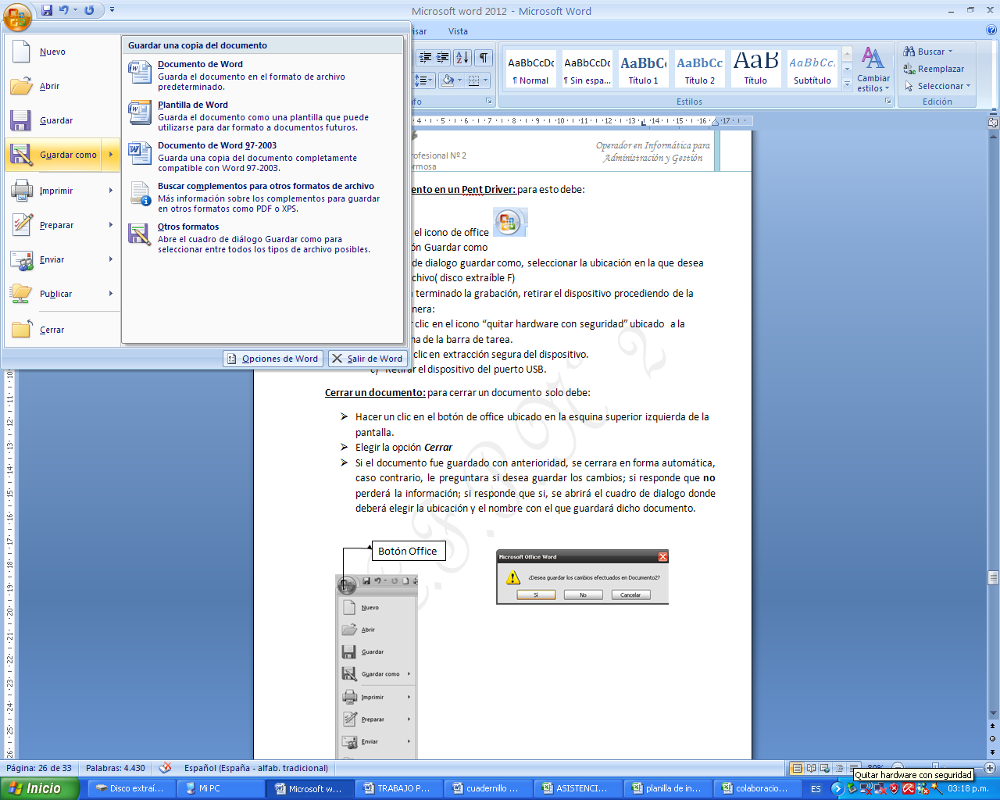 Microsoft word 2012 - Microsoft Word
isar
Vista
Nuevo
Abrir
Guardar
Guardar como
Imprimir
Preparar
Enviar
Publicar
Cerrar
Guardar una copia del documento
Documento de Word
Guarda el documento en el formato de archivo
predeterminado.
Plantilla de Word
Guarda el documento como una plantilla que puede
utilizarse para dar formato a documentos futuros.
Documento de Word 97-2003
Guarda una copia del documento completamente
compatible con Word 97-2003.
Buscar complementos para otros formatos de archivo
Más información sobre los complementos para guardar
en otros formatos como PDF o XPS.
Otros formatos
Abre el cuadro de diálogo Guardar como para
seleccionar entre todos los tipos de archivo posibles.
Opciones de Word
Salir de Word
AaBbCcDc
¶ Normal
AaBbCcDc
¶ Sin espa...
AaBbCc
Título 1
AaBbCc
Título 2
AaB
Título
AaBbCc.
Subtítulo
Cambiar
estilos
Estilos
Buscar
Reemplazar
Seleccionar
Edición
4 5 6 7 8 9 10 11 12 13 14 15 16 17
rofesional Nº 2
ormosa
Operador en Informática para
Administración y Gestión
ento en un Pent Driver: para esto debe:
el icono de office
ón Guardar como
de dialogo guardar como, seleccionar la ubicación en la que desea
chivo( disco extraíble F)
terminado la grabación, retirar el dispositivo procediendo de la
nera:
clic en el icono “quitar hardware con seguridad” ubicado a la
na de la barra de tarea.
clic en extracción segura del dispositivo.
c) Retirar el dispositivo del puerto USB.
Cerrar un documento: para cerrar un documento solo debe:
Hacer un clic en el botón de office ubicado en la esquina superior izquierda de la
pantalla.
Elegir la opción Cerrar
Si el documento fue guardado con anterioridad, se cerrara en forma automática,
caso contrario, le preguntara si desea guardar los cambios; si responde que no
perderá la información; si responde que si, se abrirá el cuadro de dialogo donde
deberá elegir la ubicación y el nombre con el que guardará dicho documento.
Botón Office
Nuevo
Abrir
Guardar
Guardar como
Imprimir
Preparar
Enviar
Microsoft Office Word
¿Desea guardar los cambios efectuados en Documento2?
Sí
No
Cancelar
Página: 26 de 33
Palabras: 4.430
Español (España - alfab. tradicional)
Quitar hardware con seguridad
Inicio
Disco extraí...
Mi PC
Microsoft w...
TRABAJO P...
cuadernillo ...
ASISTENCI...
planilla de in...
colaboracio...
ES
03:18 p.m.